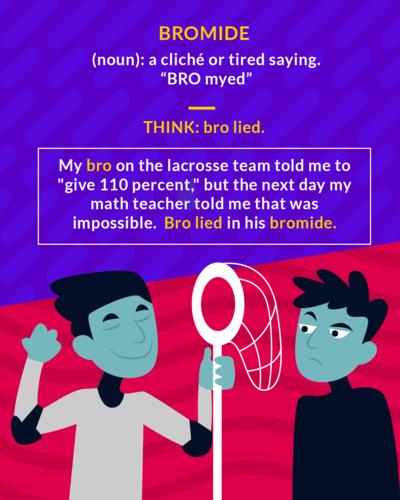 BROMIDE
(noun): a cliché or tired saying.
“BRO myed”
THINK: bro lied.
My bro on the lacrosse team told me to
"give 110 percent," but the next day my
math teacher told me that was
impossible. Bro lied in his bromide.